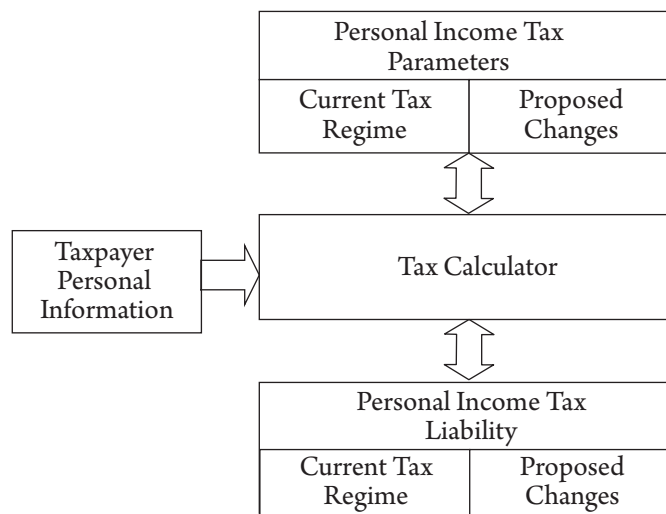 Personal Income Tax
Parameters
Current Tax
Regime
Proposed
Changes
Taxpayer
Personal
Information
Tax Calculator
Personal Income Tax
Liability
Current Tax
Regime
Proposed
Changes